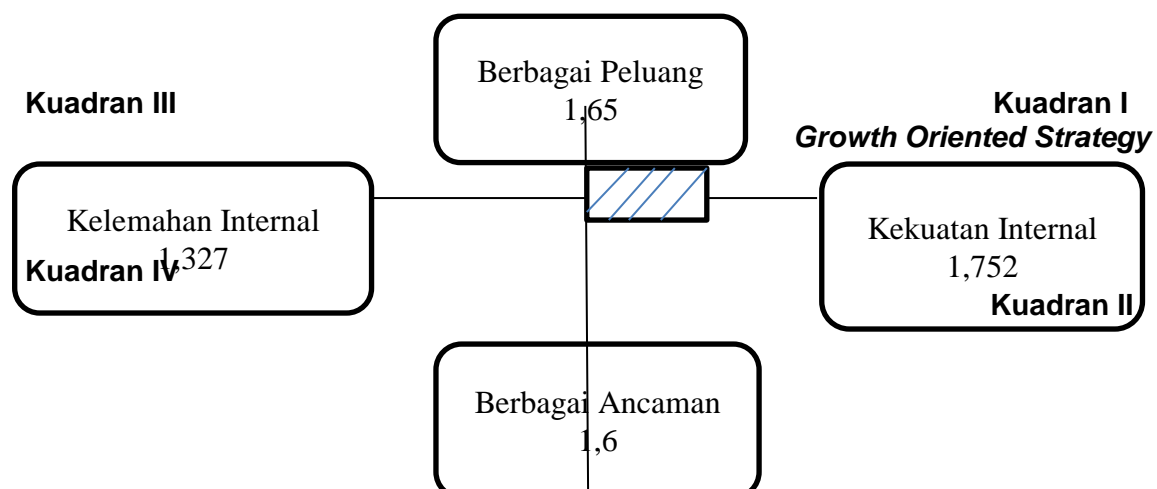 Berbagai Peluang
1,65
Kuadran III
Kuadran I
Growth Oriented Strategy
Kelemahan Internal
1,327
Kuadran IV
Kekuatan Internal
1,752
Kuadran II
Berbagai Ancaman
1,6